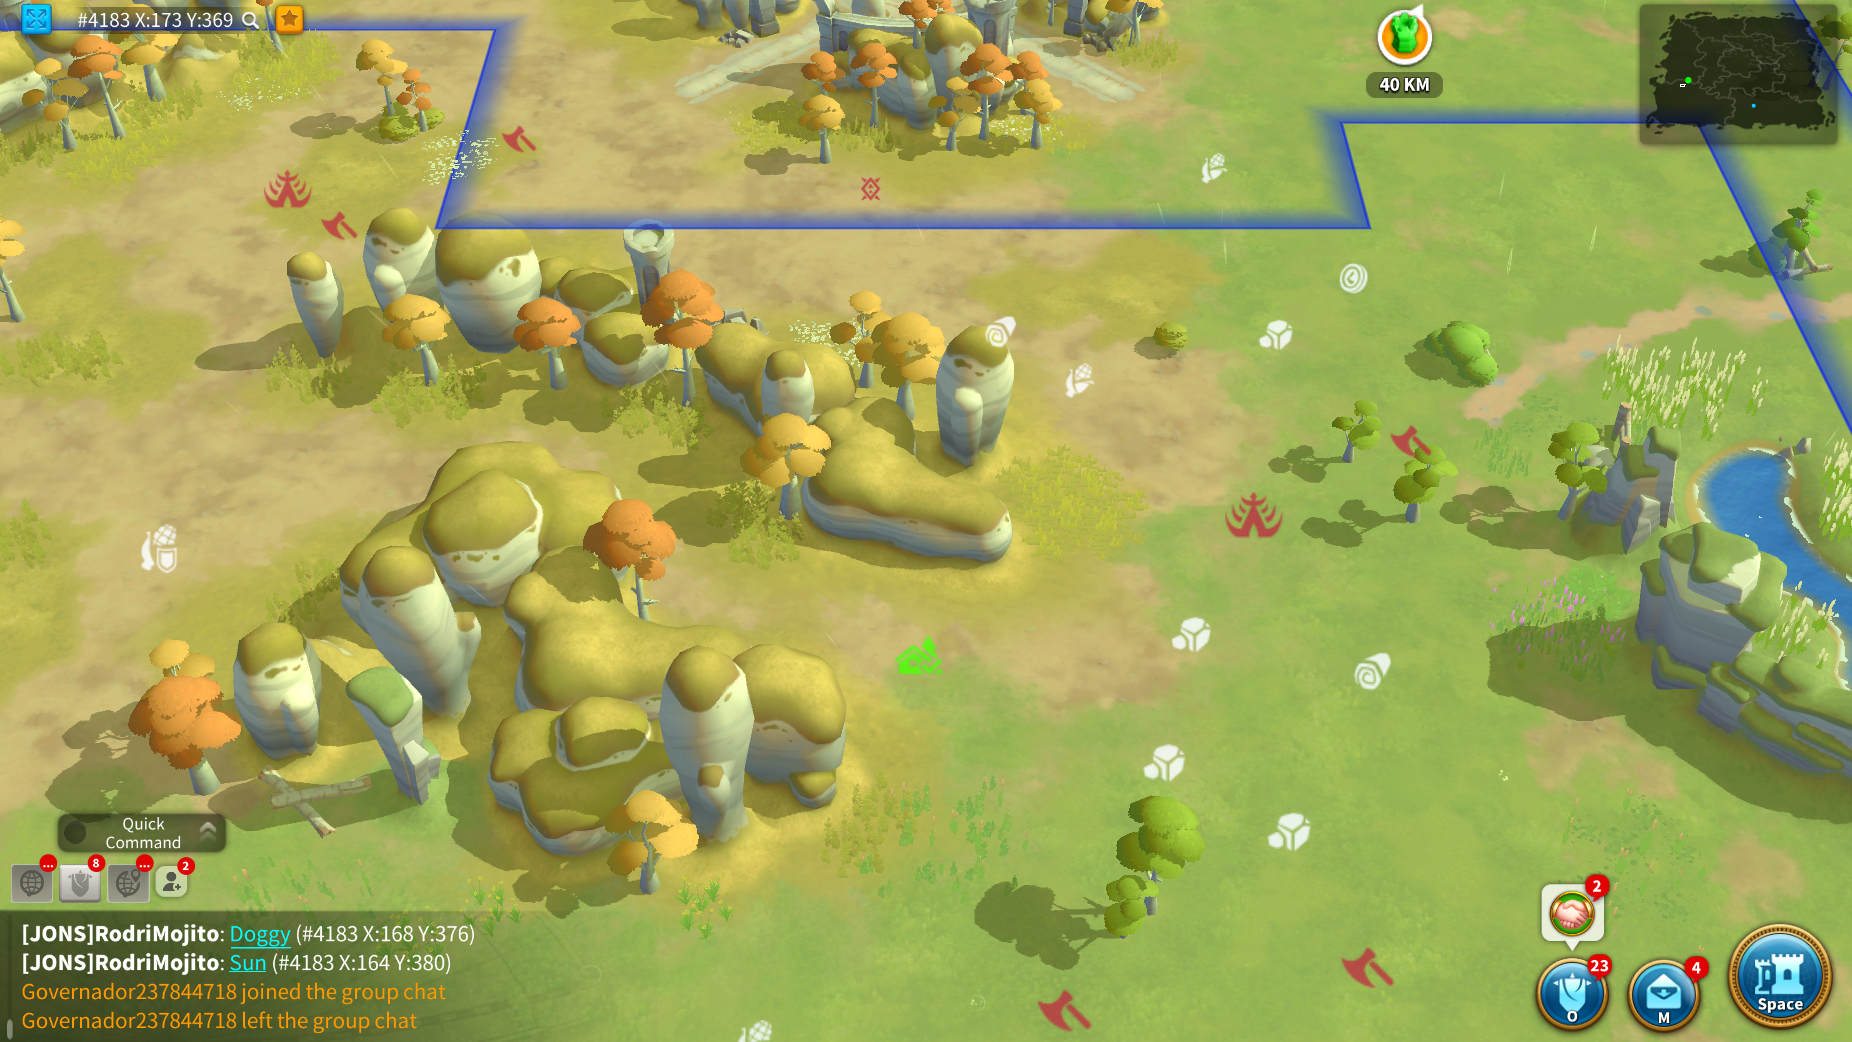 #4183 X:173 Y:369
40 KM
Quick
Command
...
8
...
2
[JONS]RodriMojito: Doggy (#4183 X:168 Y:376)
[JONS]RodriMojito: Sun (#4183 X:164 Y:380)
Governador237844718 joined the group chat
Governador237844718 left the group chat
2
23
O
4
M
Space